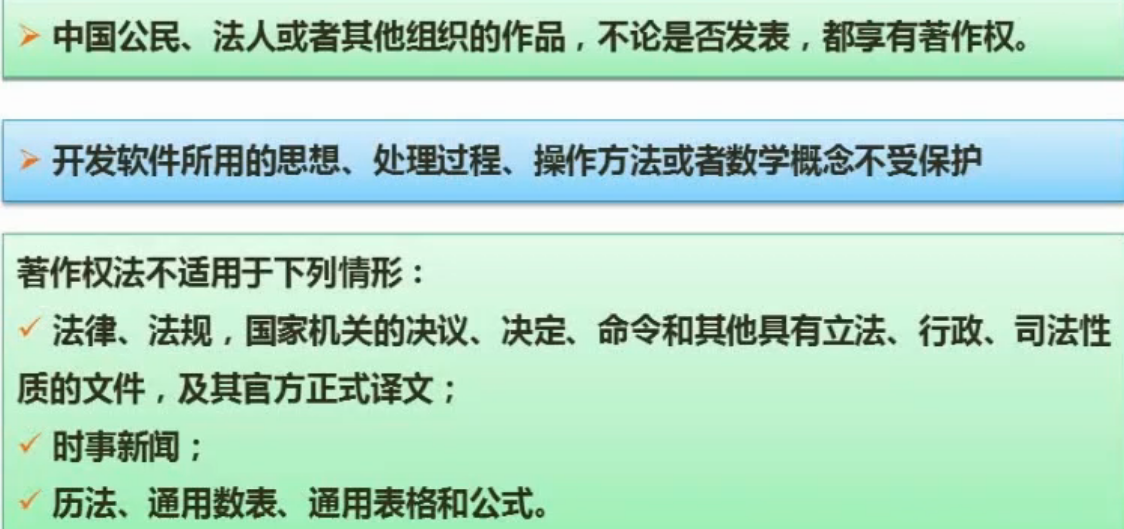 ➢ 中国公民、法人或者其他组织的作品，不论是否发表，都享有著作权。
➢ 开发软件所用的思想、处理过程、操作方法或者数学概念不受保护
著作权法不适用于下列情形：
✓ 法律、法规，国家机关的决议、决定、命令和其他具有立法、行政、司法性
质的文件，及其官方正式译文；
✓ 时事新闻；
✓ 历法、通用数表、通用表格和公式。